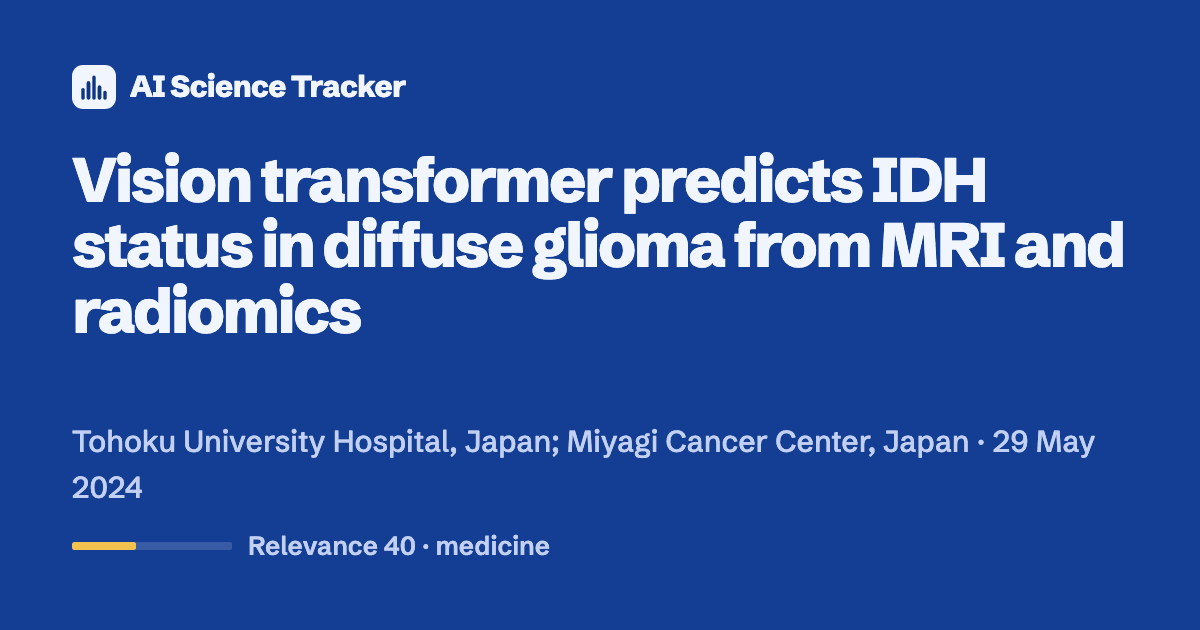 AI Science Tracker
Vision transformer predicts IDH
status in diffuse glioma from MRI and
radiomics
Tohoku University Hospital, Japan; Miyagi Cancer Center, Japan · 29 May
2024
Relevance 40 · medicine